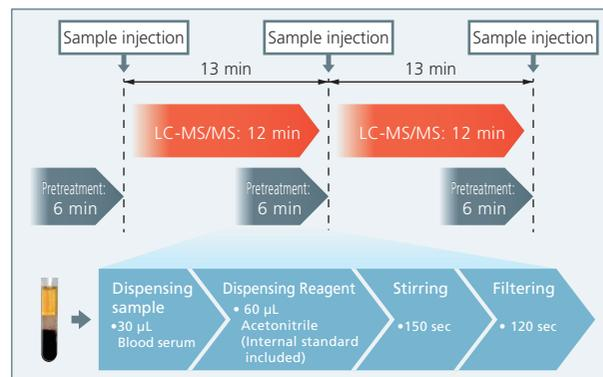 Sample injection
Sample injection
Sample injection
13 min
13 min
LC-MS/MS: 12 min
LC-MS/MS: 12 min
Pretreatment:
6 min
Pretreatment:
6 min
Pretreatment:
6 min
Dispensing
sample
•30 µL
Blood serum
Dispensing Reagent
• 60 µL
Acetonitrile
(Internal standard
included)
Stirring
•150 sec
Filtering
• 120 sec